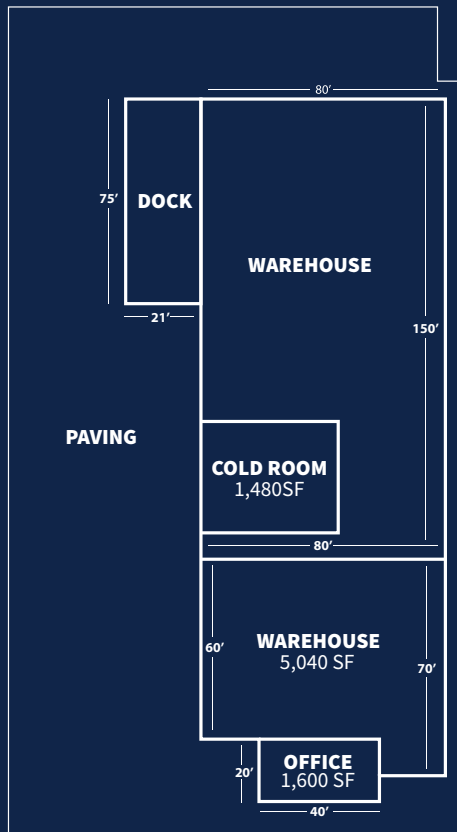 80′
75′
DOCK
WAREHOUSE
21′
150′
PAVING
COLD ROOM
1,480SF
80′
60′
WAREHOUSE
5,040 SF
70′
OFFICE
20′
1,600 SF
40′